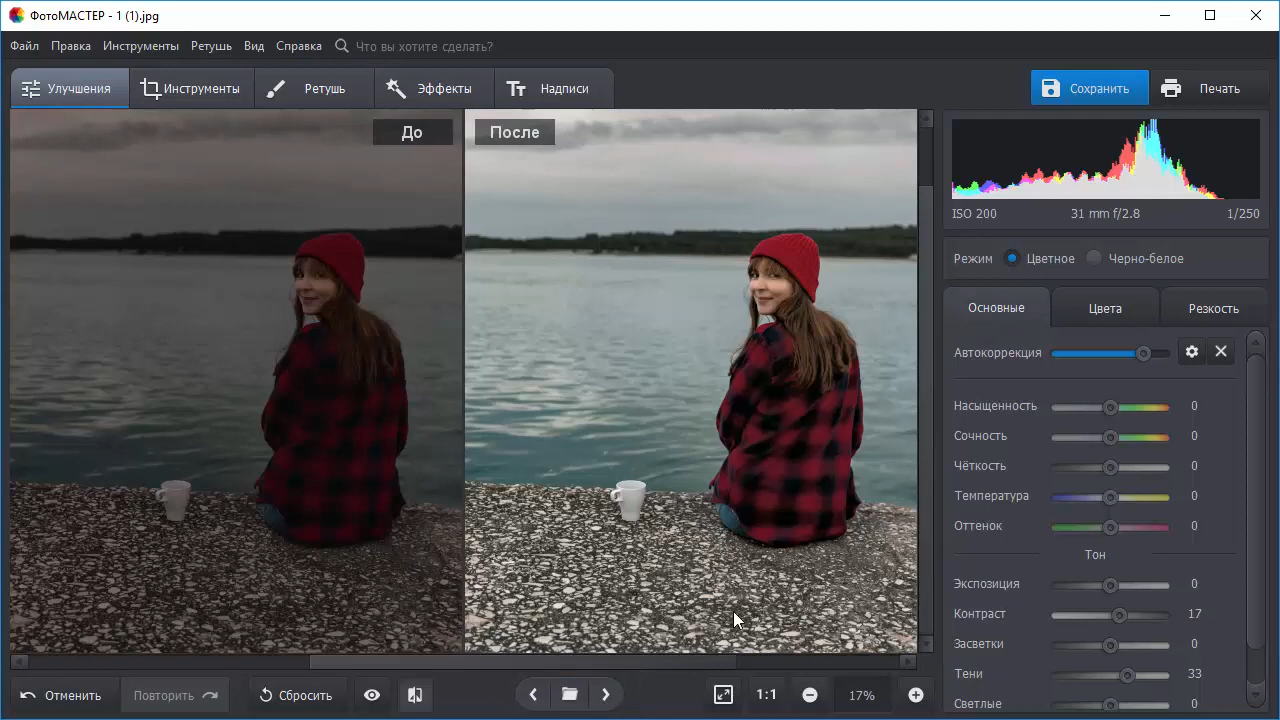 ФотоМАСТЕР - 1 (1).jpg
Файл Правка Инструменты Ретушь Вид Справка Что вы хотите сделать?
Улучшения Инструменты Ретушь Эффекты Надписи Сохранить Печать
До После
ISO 200 31 mm f/2.8 1/250
Режим Цветное Черно-белое
Основные Цвета Резкость
Автокоррекция
Насыщенность 0
Сочность 0
Чёткость 0
Температура 0
Оттенок 0
Тон
Экспозиция 0
Контраст 17
Засветки 0
Тени 33
Светлые 0
Отменить Повторить Сбросить 1:1 17%